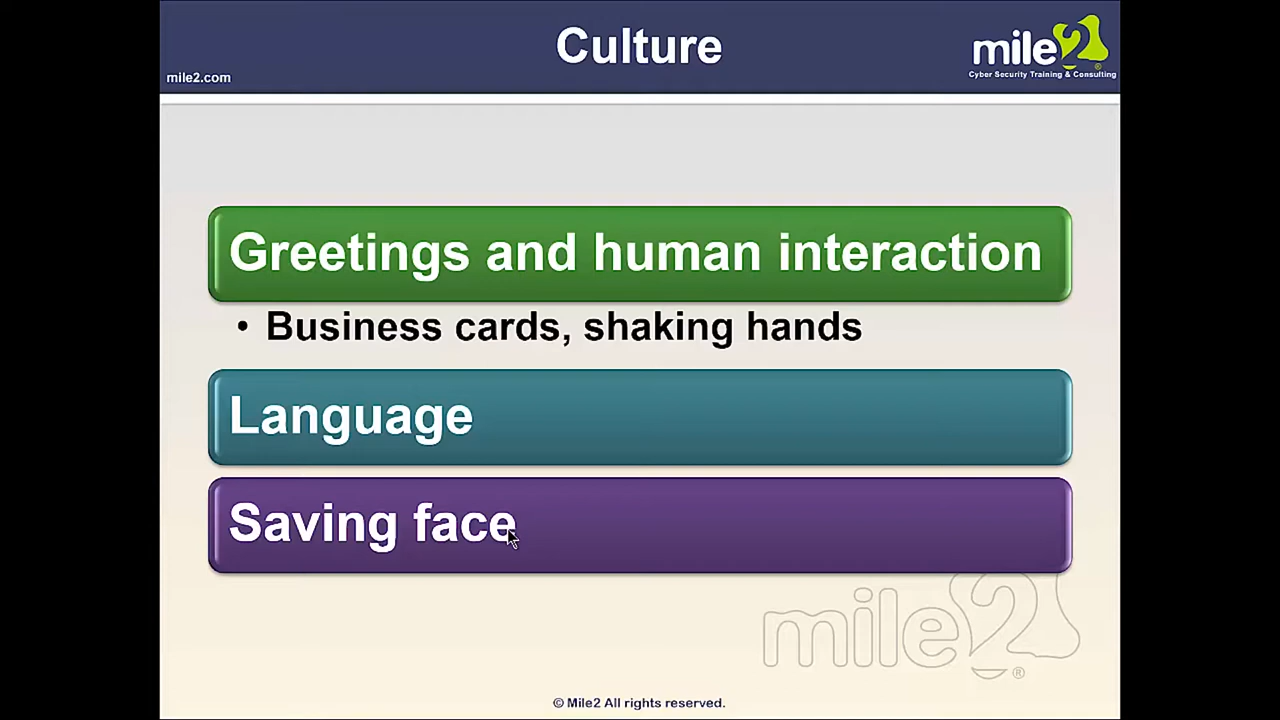 Culture
mile2
Cyber Security Training & Consulting
mile2.com
Greetings and human interaction
• Business cards, shaking hands
Language
Saving face
mile2
®
© Mile2 All rights reserved.